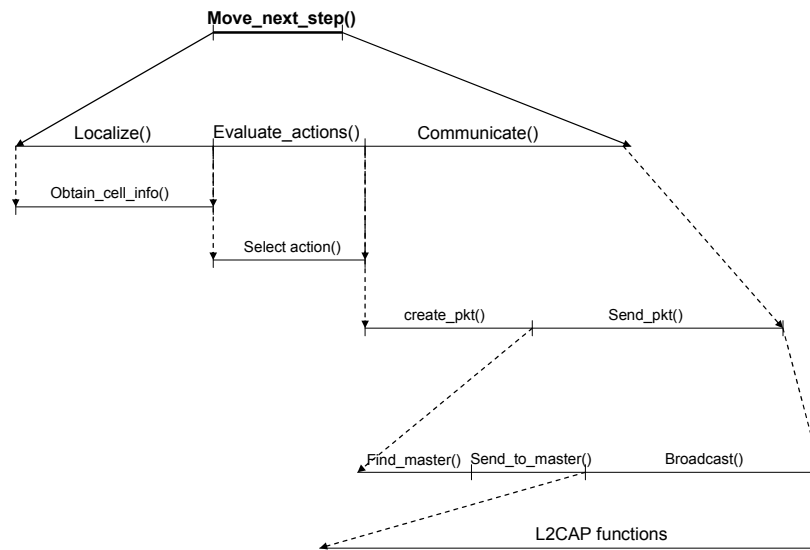 Move_next_step()
Localize()
Evaluate_actions()
Communicate()
Obtain_cell_info()
Select action()
create_pkt()
Send_pkt()
Find_master()
Send_to_master()
Broadcast()
L2CAP functions